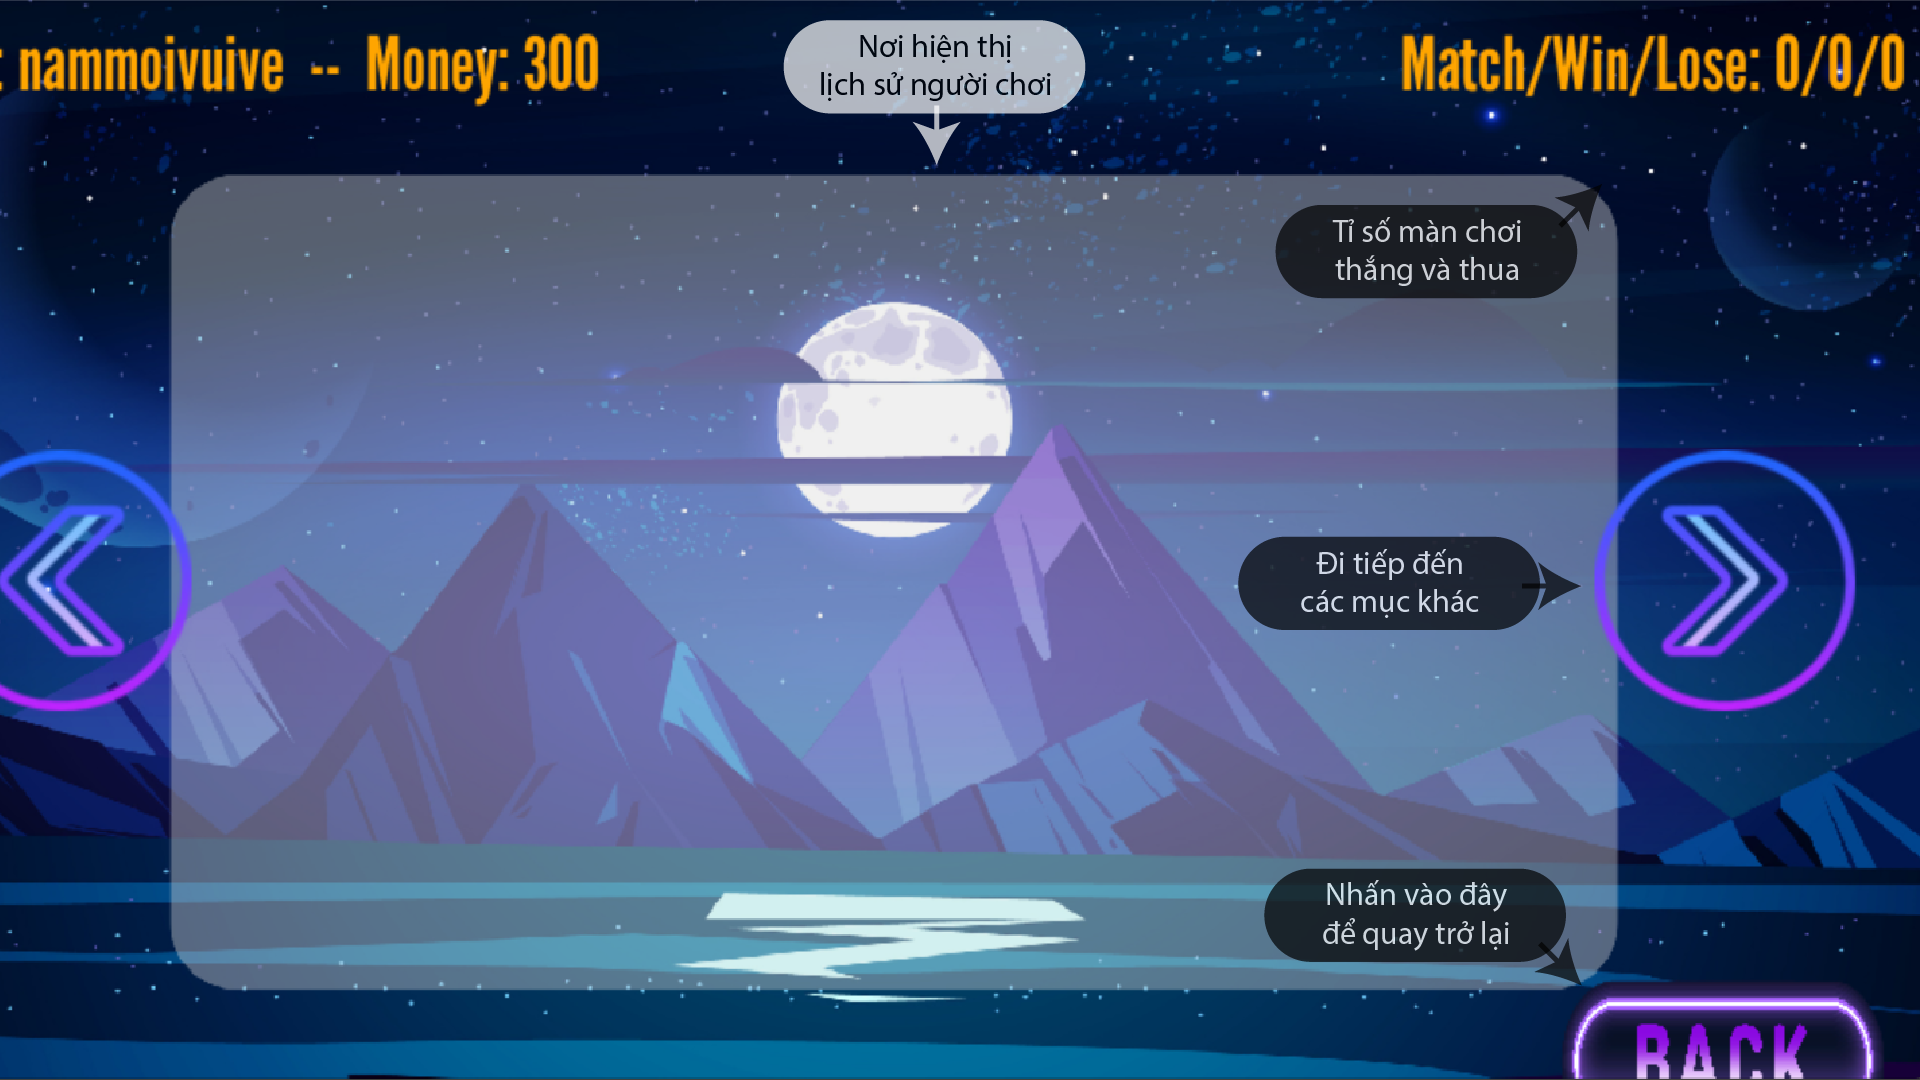 : nammoivuive -- Money: 300
Nơi hiện thị
lịch sử người chơi
Match/Win/Lose: 0/0/0
Tỉ số màn chơi
thắng và thua
Đi tiếp đến
các mục khác
Nhấn vào đây
để quay trở lại
BACK